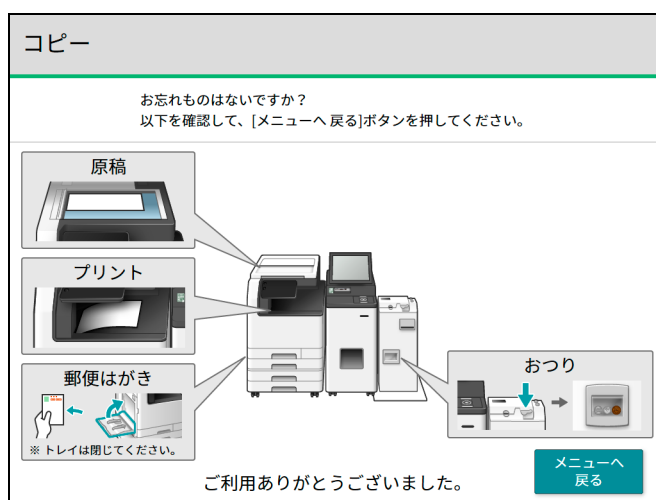 コピー
お忘れものはないですか？
以下を確認して、[メニューへ 戻る]ボタンを押してください。
原稿
プリント
郵便はがき
※ トレイは閉じてください。
おつり
ご利用ありがとうございました。
メニューへ
戻る